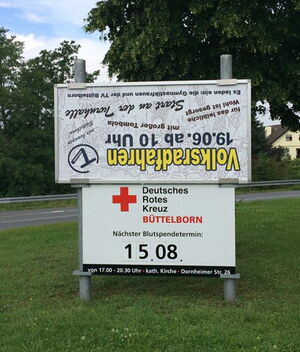 Volksradfahren
19.06. ab 10 Uhr
mit großer Tombola
Für das leibliche
Wohl ist gesorgt
Start an der Turnhalle
Es laden ein die Gymnastikfrauen und der TV Büttelborn
Deutsches
Rotes
Kreuz
BÜTTELBORN
Nächster Blutspendetermin:
15.08.
von 17.00 - 20.30 Uhr - kath. Kirche - Dornheimer Str. 26